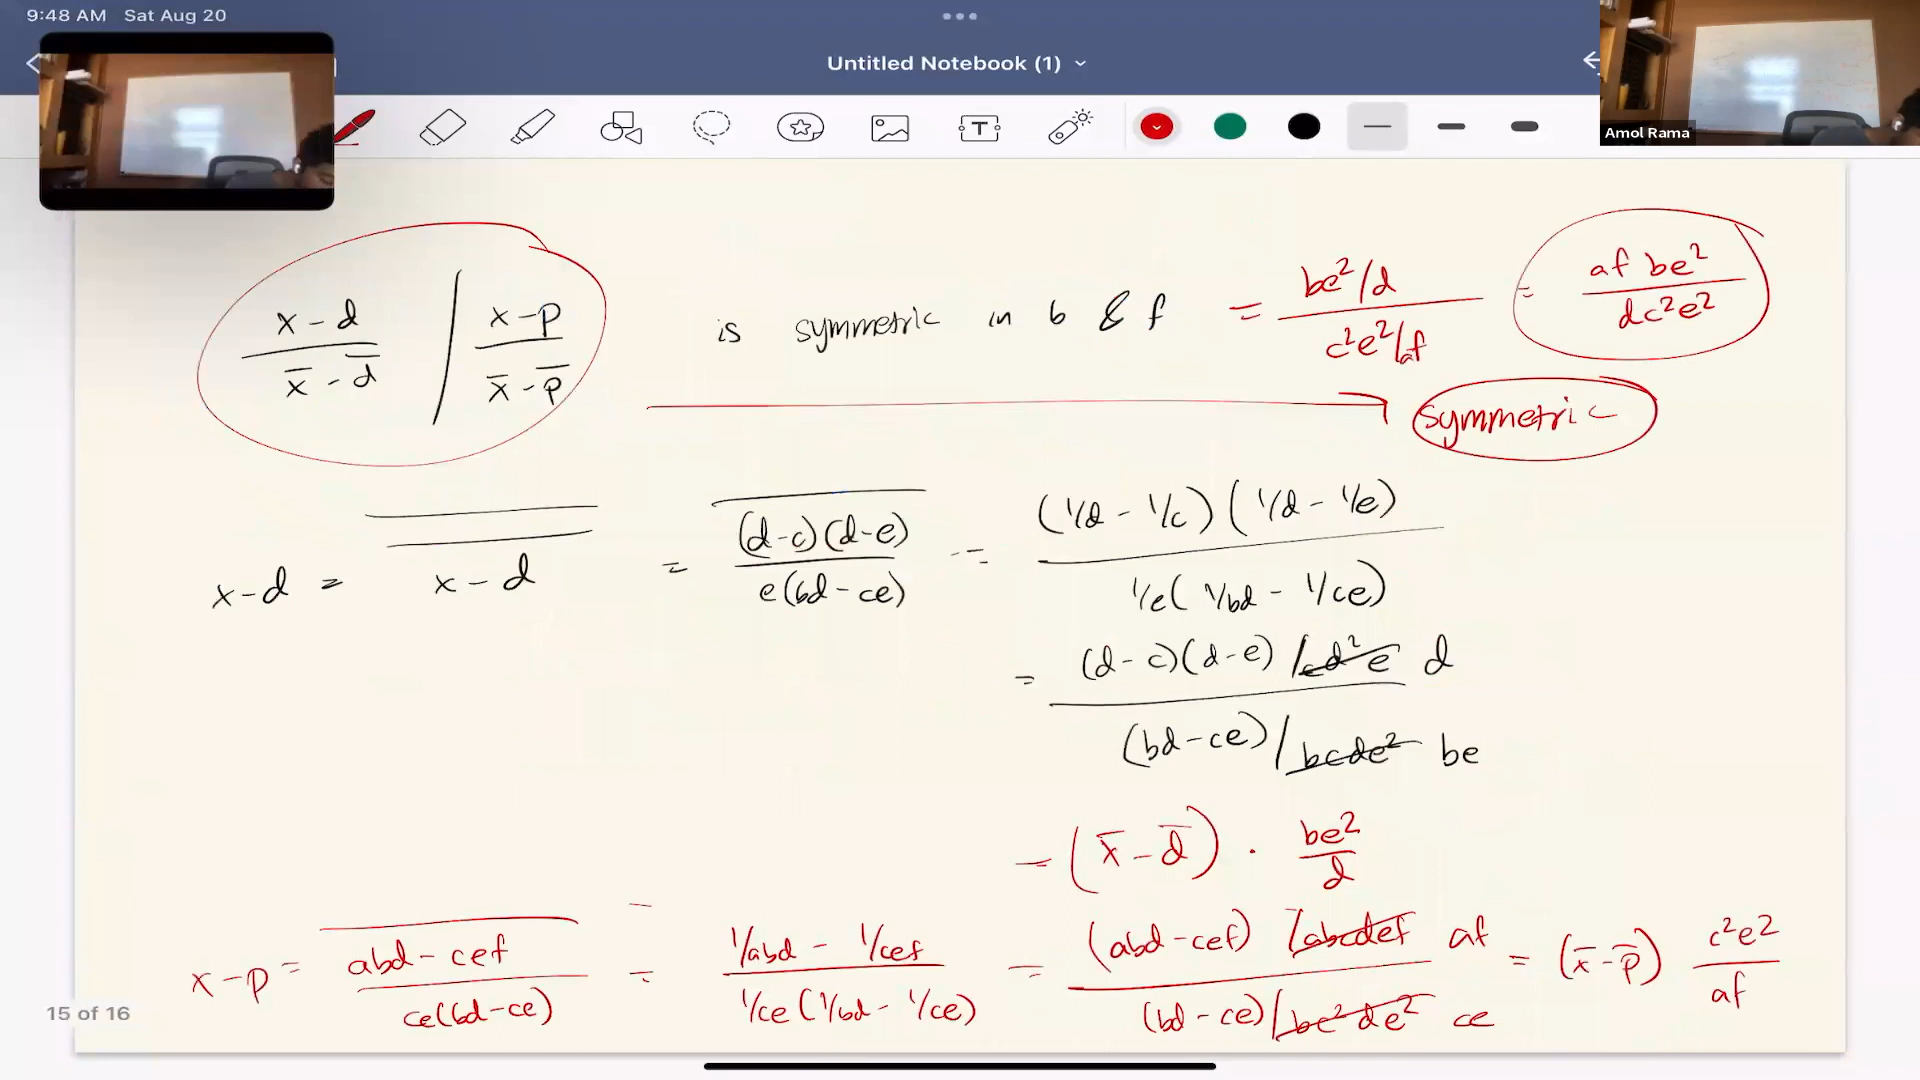 9:48 AM Sat Aug 20
Untitled Notebook (1)
Amol Rama
(x - d)/(x̅ - d̅) / (x - p)/(x̅ - p̅) is symmetric in b & f = (be²/d)/(c²e²/af) = (af be²)/(dc²e²)
symmetric
x - d = x - d = ((d-c)(d-e))/(e(bd-ce)) = ((1/d - 1/c)(1/d - 1/e))/(1/e(1/bd - 1/ce))
= ((d-c)(d-e)/cd²e d)/((bd-ce)/bcde² be)
= (x̅ - d̅) · be²/d
x - p = (abd - cef)/(ce(bd-ce)) = (1/abd - 1/cef)/(1/ce(1/bd - 1/ce)) = ((abd-cef) /abcdef af)/((bd-ce)/bc²de² ce) = (x̅ - p̅) c²e²/af
15 of 16